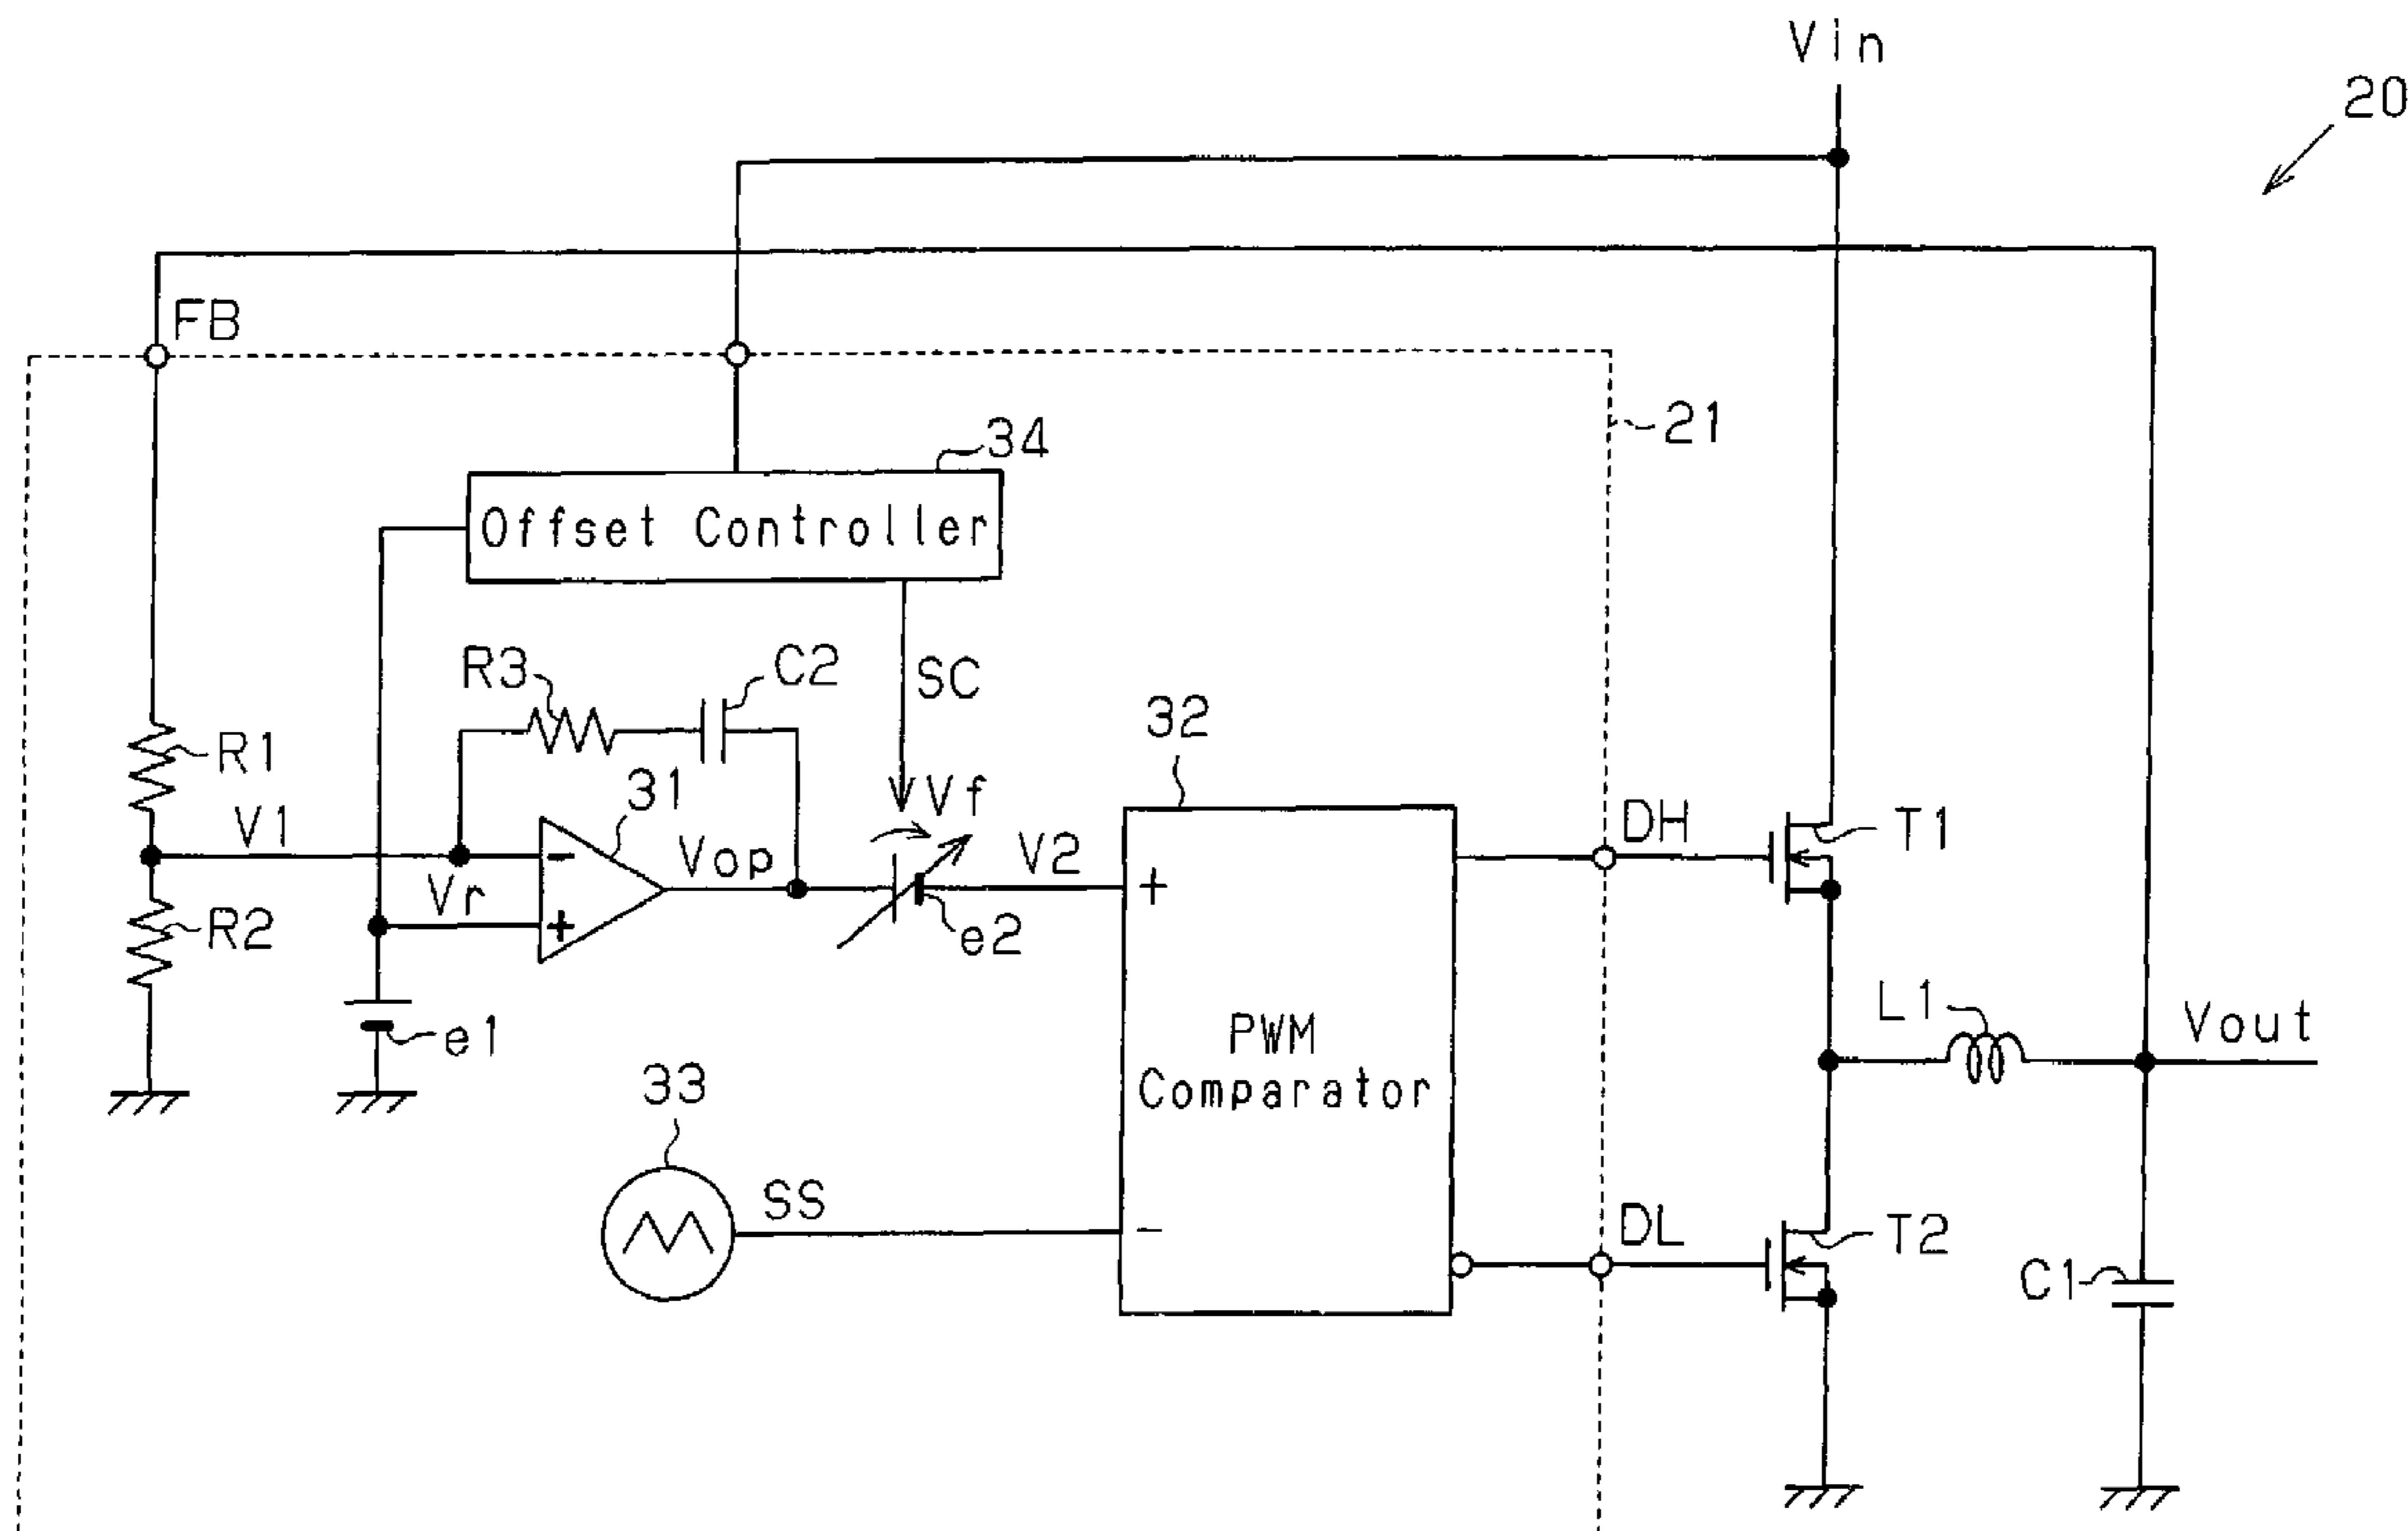 Vin
20
FB
21
34
Offset Controller
R3
C2
SC
32
R1
V1
31
Vf
Vop
V2
DH
T1
Vr
+
-
+
R2
e2
e1
L1
Vout
PWM
Comparator
33
SS
-
DL
T2
C1